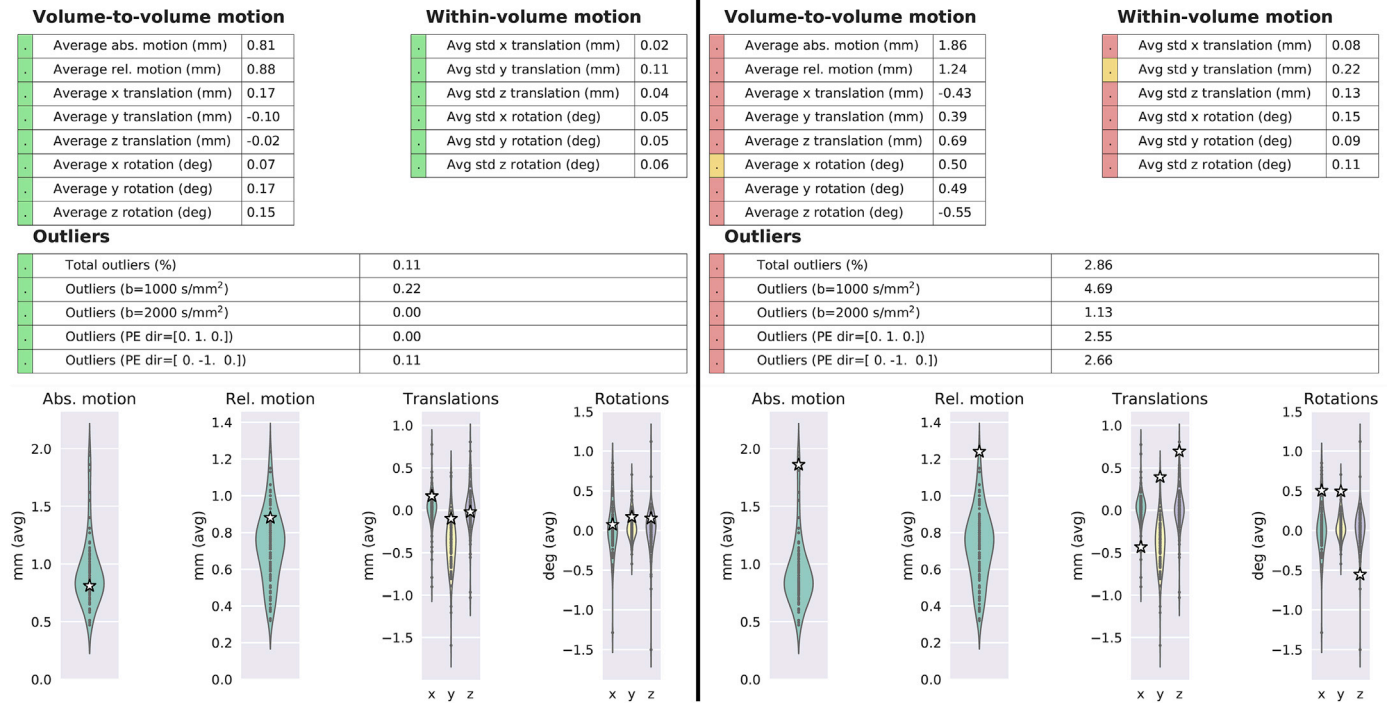 Volume-to-volume motion
Average abs. motion (mm) 0.81
Average rel. motion (mm) 0.88
Average x translation (mm) 0.17
Average y translation (mm) -0.10
Average z translation (mm) -0.02
Average x rotation (deg) 0.07
Average y rotation (deg) 0.17
Average z rotation (deg) 0.15
Within-volume motion
Avg std x translation (mm) 0.02
Avg std y translation (mm) 0.11
Avg std z translation (mm) 0.04
Avg std x rotation (deg) 0.05
Avg std y rotation (deg) 0.05
Avg std z rotation (deg) 0.06
Outliers
Total outliers (%) 0.11
Outliers (b=1000 s/mm²) 0.22
Outliers (b=2000 s/mm²) 0.00
Outliers (PE dir=[0. 1. 0.]) 0.00
Outliers (PE dir=[ 0. -1.  0.]) 0.11
Abs. motion
mm (avg)
2.0
1.5
1.0
0.5
0.0
Rel. motion
mm (avg)
1.4
1.2
1.0
0.8
0.6
0.4
0.2
0.0
Translations
mm (avg)
1.0
0.5
0.0
−0.5
−1.0
−1.5
x y z
Rotations
deg (avg)
1.5
1.0
0.5
0.0
−0.5
−1.0
−1.5
x y z
Volume-to-volume motion
Average abs. motion (mm) 1.86
Average rel. motion (mm) 1.24
Average x translation (mm) -0.43
Average y translation (mm) 0.39
Average z translation (mm) 0.69
Average x rotation (deg) 0.50
Average y rotation (deg) 0.49
Average z rotation (deg) -0.55
Within-volume motion
Avg std x translation (mm) 0.08
Avg std y translation (mm) 0.22
Avg std z translation (mm) 0.13
Avg std x rotation (deg) 0.15
Avg std y rotation (deg) 0.09
Avg std z rotation (deg) 0.11
Outliers
Total outliers (%) 2.86
Outliers (b=1000 s/mm²) 4.69
Outliers (b=2000 s/mm²) 1.13
Outliers (PE dir=[0. 1. 0.]) 2.55
Outliers (PE dir=[ 0. -1.  0.]) 2.66
Abs. motion
mm (avg)
2.0
1.5
1.0
0.5
0.0
Rel. motion
mm (avg)
1.4
1.2
1.0
0.8
0.6
0.4
0.2
0.0
Translations
mm (avg)
1.0
0.5
0.0
−0.5
−1.0
−1.5
x y z
Rotations
deg (avg)
1.5
1.0
0.5
0.0
−0.5
−1.0
−1.5
x y z